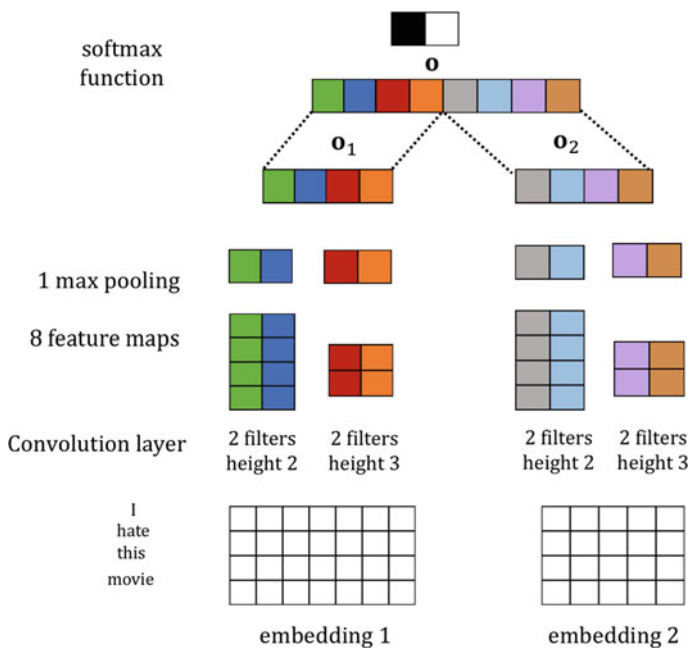 softmax
function
o
o1
o2
1 max pooling
8 feature maps
Convolution layer
2 filters
height 2
2 filters
height 3
2 filters
height 2
2 filters
height 3
I
hate
this
movie
embedding 1
embedding 2